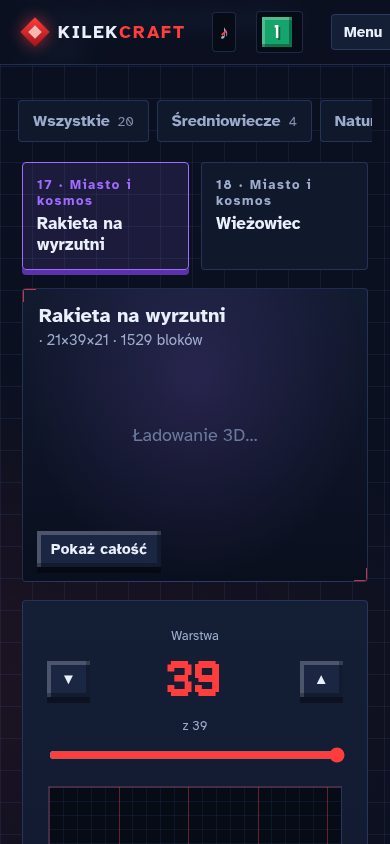 KILEKCRAFT ♪ 1 Menu
Wszystkie 20 Średniowiecze 4
17 · Miasto i kosmos
Rakieta na wyrzutni
18 · Miasto i kosmos
Wieżowiec
Rakieta na wyrzutni
· 21×39×21 · 1529 bloków
Ładowanie 3D...
Pokaż całość
Warstwa
▼ 39 ▲
z 39